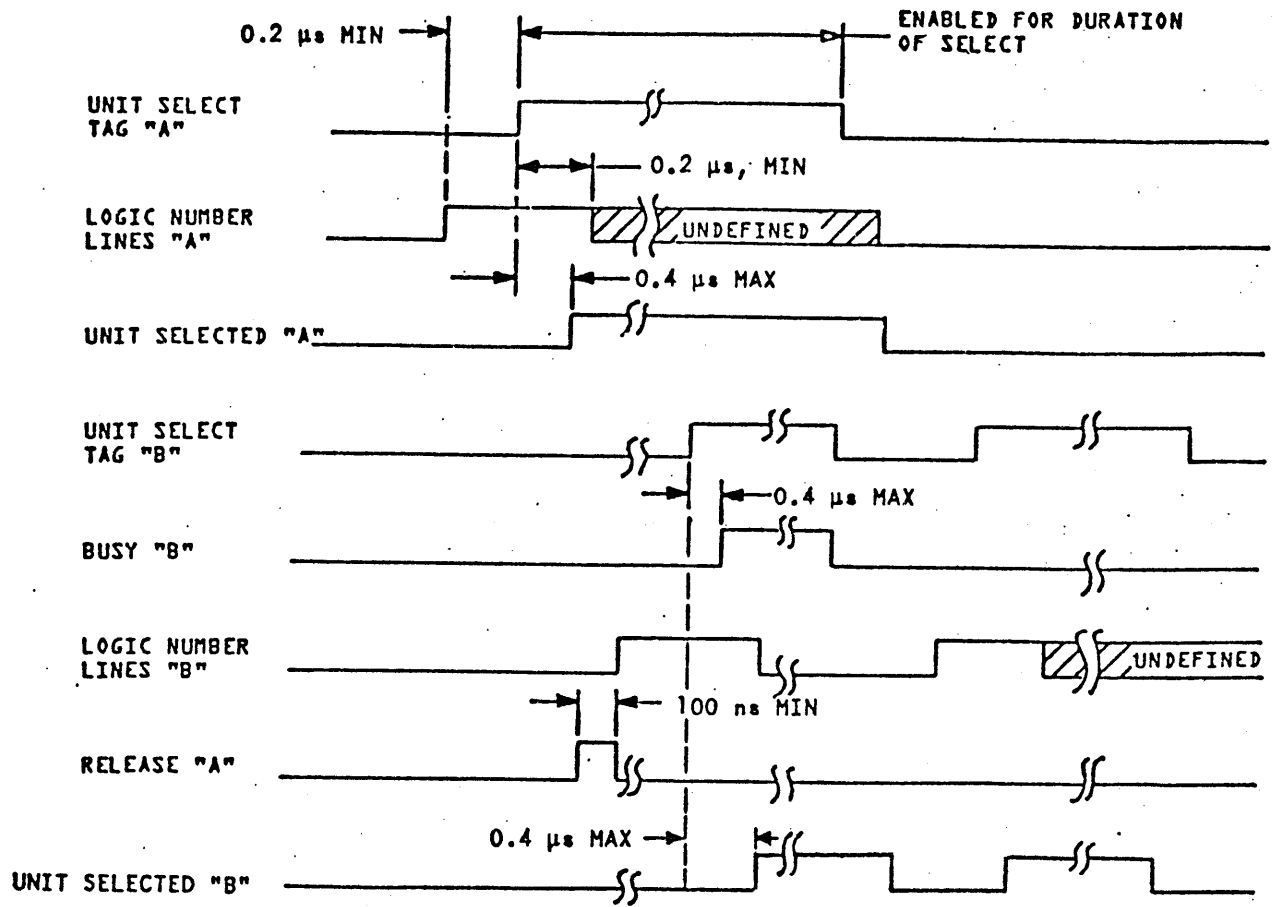 0.2 µs MIN
ENABLED FOR DURATION
OF SELECT
UNIT SELECT
TAG "A"
0.2 µs, MIN
LOGIC NUMBER
LINES "A"
UNDEFINED
0.4 µs MAX
UNIT SELECTED "A"
UNIT SELECT
TAG "B"
0.4 µs MAX
BUSY "B"
LOGIC NUMBER
LINES "B"
UNDEFINED
100 ns MIN
RELEASE "A"
0.4 µs MAX
UNIT SELECTED "B"